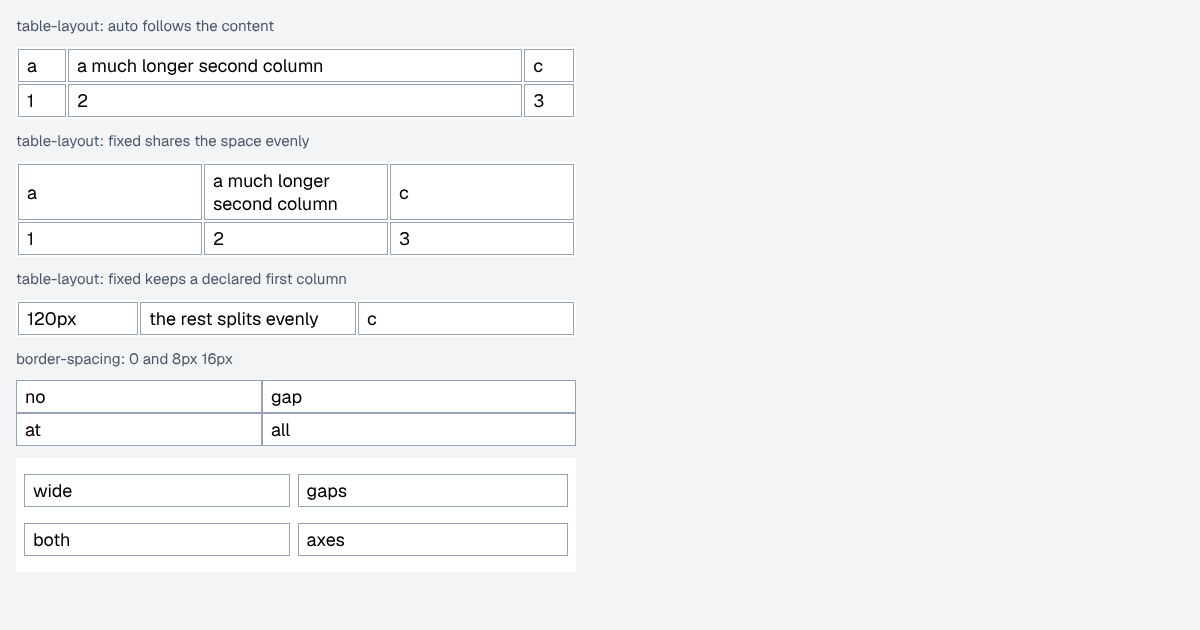 table-layout: auto follows the content
a a much longer second column c
1 2 3
table-layout: fixed shares the space evenly
a a much longer second column c
1 2 3
table-layout: fixed keeps a declared first column
120px the rest splits evenly c
border-spacing: 0 and 8px 16px
no gap
at all
wide gaps
both axes